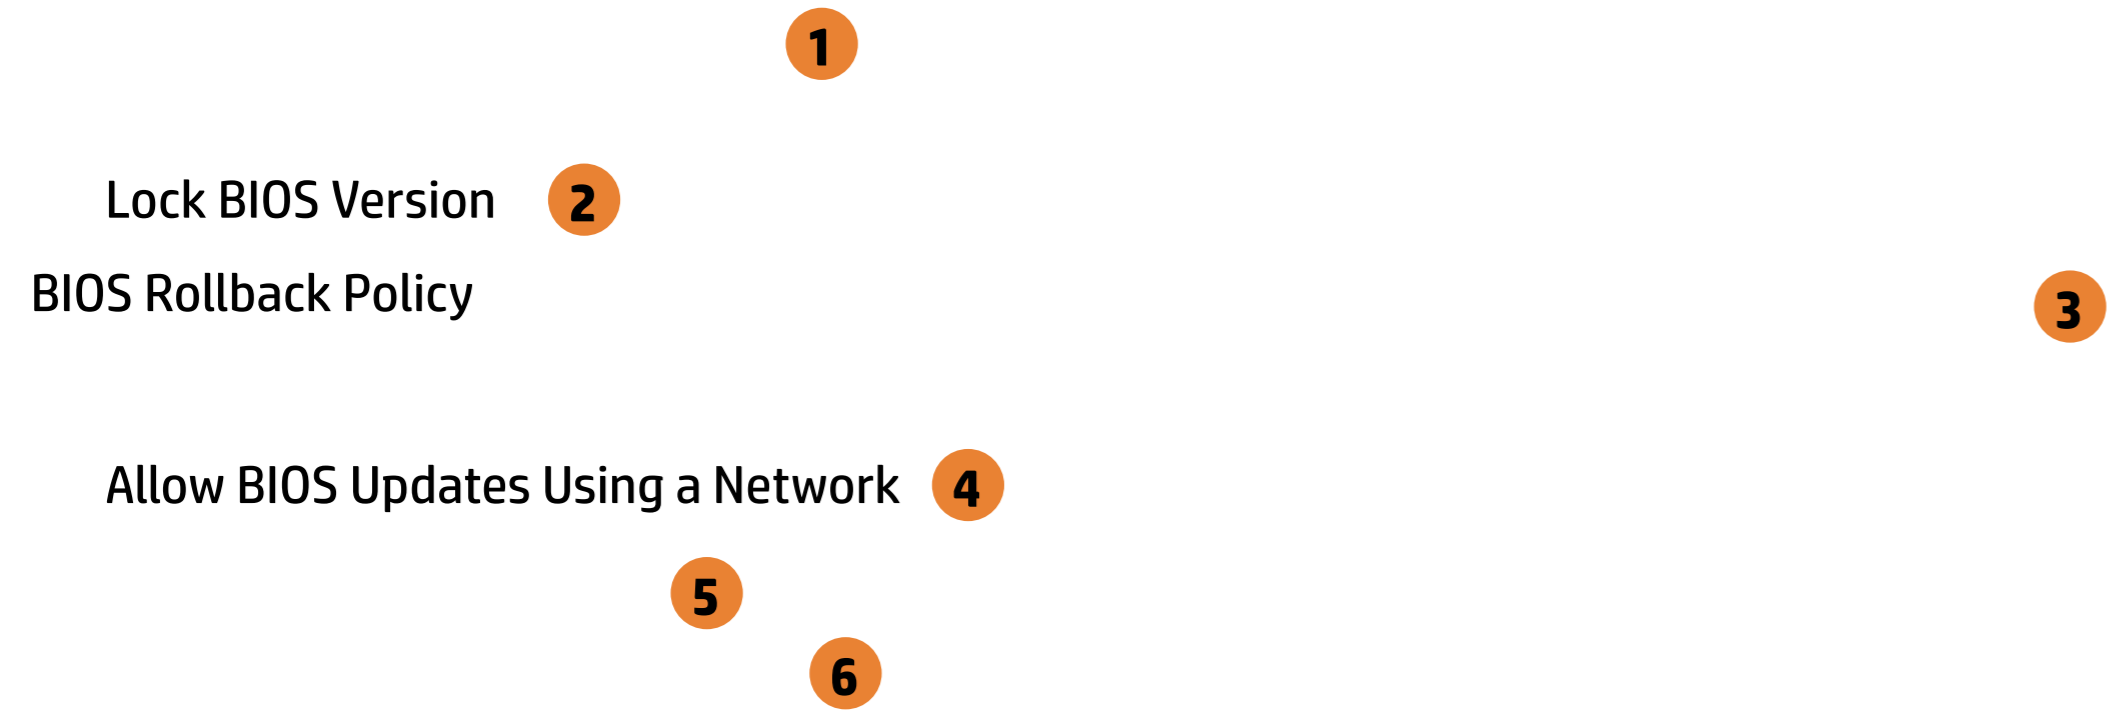 1
Lock BIOS Version 2
BIOS Rollback Policy 3
Allow BIOS Updates Using a Network 4
5
6